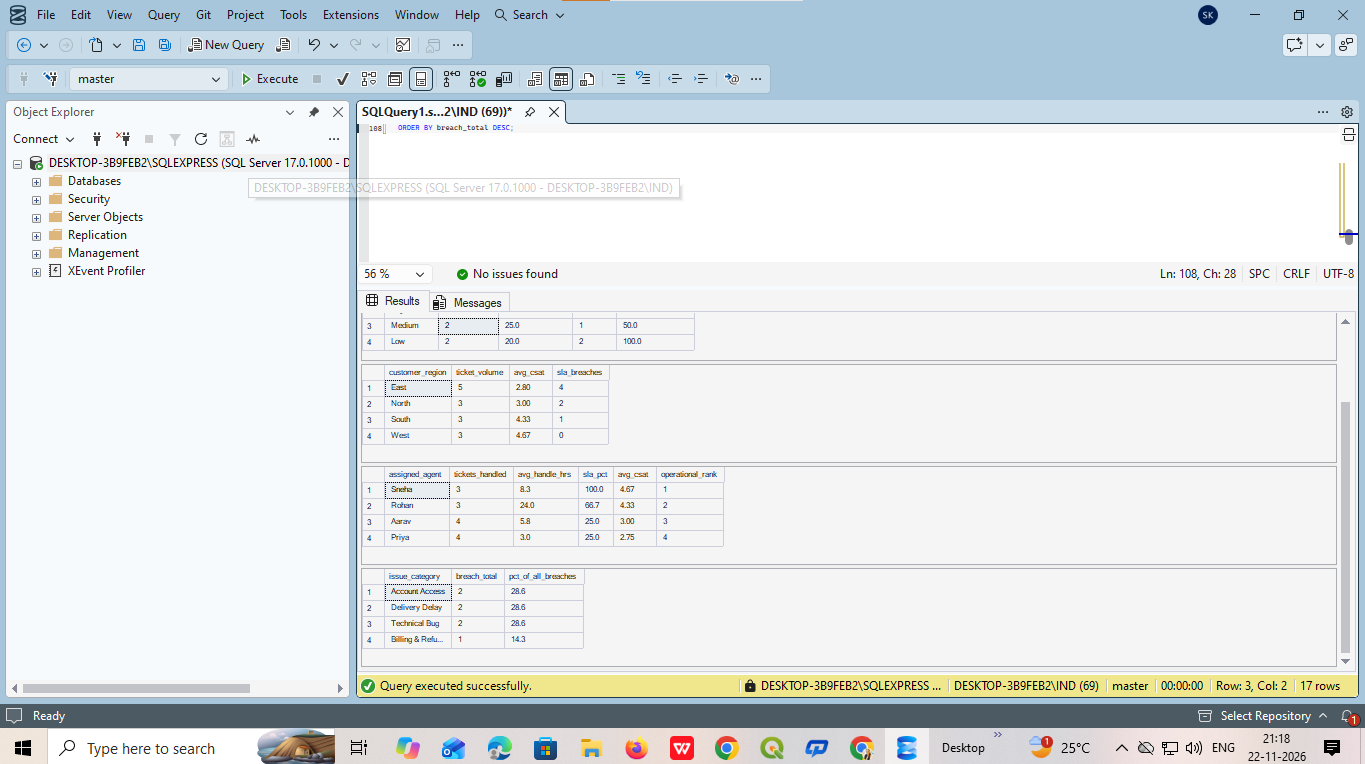 File Edit View Query Git Project Tools Extensions Window Help Search SK
New Query
master Execute
Object Explorer
Connect
DESKTOP-3B9FEB2\SQLEXPRESS (SQL Server 17.0.1000 - D
Databases
Security
Server Objects
Replication
Management
XEvent Profiler
DESKTOP-3B9FEB2\SQLEXPRESS (SQL Server 17.0.1000 - DESKTOP-3B9FEB2\IND)
SQLQuery1.s...2\IND (69))*
108 ORDER BY breach_total DESC;
56 % No issues found Ln: 108, Ch: 28 SPC CRLF UTF-8
Results Messages
3 Medium 2 25.0 1 50.0
4 Low 2 20.0 2 100.0
customer_region ticket_volume avg_csat sla_breaches
1 East 5 2.80 4
2 North 3 3.00 2
3 South 3 4.33 1
4 West 3 4.67 0
assigned_agent tickets_handled avg_handle_hrs sla_pct avg_csat operational_rank
1 Sneha 3 8.3 100.0 4.67 1
2 Rohan 3 24.0 66.7 4.33 2
3 Aarav 4 5.8 25.0 3.00 3
4 Priya 4 3.0 25.0 2.75 4
issue_category breach_total pct_of_all_breaches
1 Account Access 2 28.6
2 Delivery Delay 2 28.6
3 Technical Bug 2 28.6
4 Billing & Refu... 1 14.3
Query executed successfully. DESKTOP-3B9FEB2\SQLEXPRESS ... DESKTOP-3B9FEB2\IND (69) master 00:00:00 Row: 3, Col: 2 17 rows
Ready Select Repository 1
Type here to search Desktop 1 25°C ENG 21:18
22-11-2026